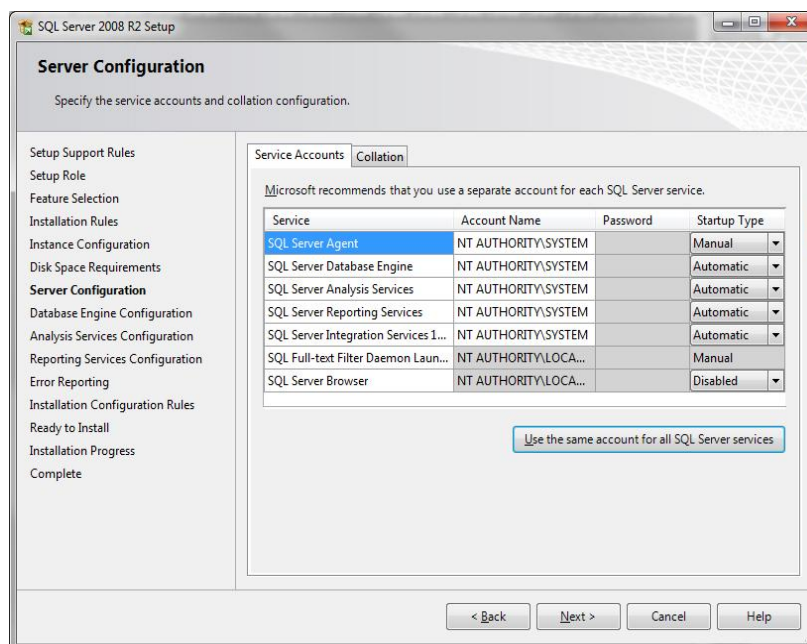 SQL Server 2008 R2 Setup
Server Configuration
Specify the service accounts and collation configuration.
Setup Support Rules
Setup Role
Feature Selection
Installation Rules
Instance Configuration
Disk Space Requirements
Server Configuration
Database Engine Configuration
Analysis Services Configuration
Reporting Services Configuration
Error Reporting
Installation Configuration Rules
Ready to Install
Installation Progress
Complete
Service Accounts Collation
Microsoft recommends that you use a separate account for each SQL Server service.
Service Account Name Password Startup Type
SQL Server Agent NT AUTHORITY\SYSTEM Manual
SQL Server Database Engine NT AUTHORITY\SYSTEM Automatic
SQL Server Analysis Services NT AUTHORITY\SYSTEM Automatic
SQL Server Reporting Services NT AUTHORITY\SYSTEM Automatic
SQL Server Integration Services 1... NT AUTHORITY\SYSTEM Automatic
SQL Full-text Filter Daemon Laun... NT AUTHORITY\LOCA... Manual
SQL Server Browser NT AUTHORITY\LOCA... Disabled
Use the same account for all SQL Server services
< Back Next > Cancel Help